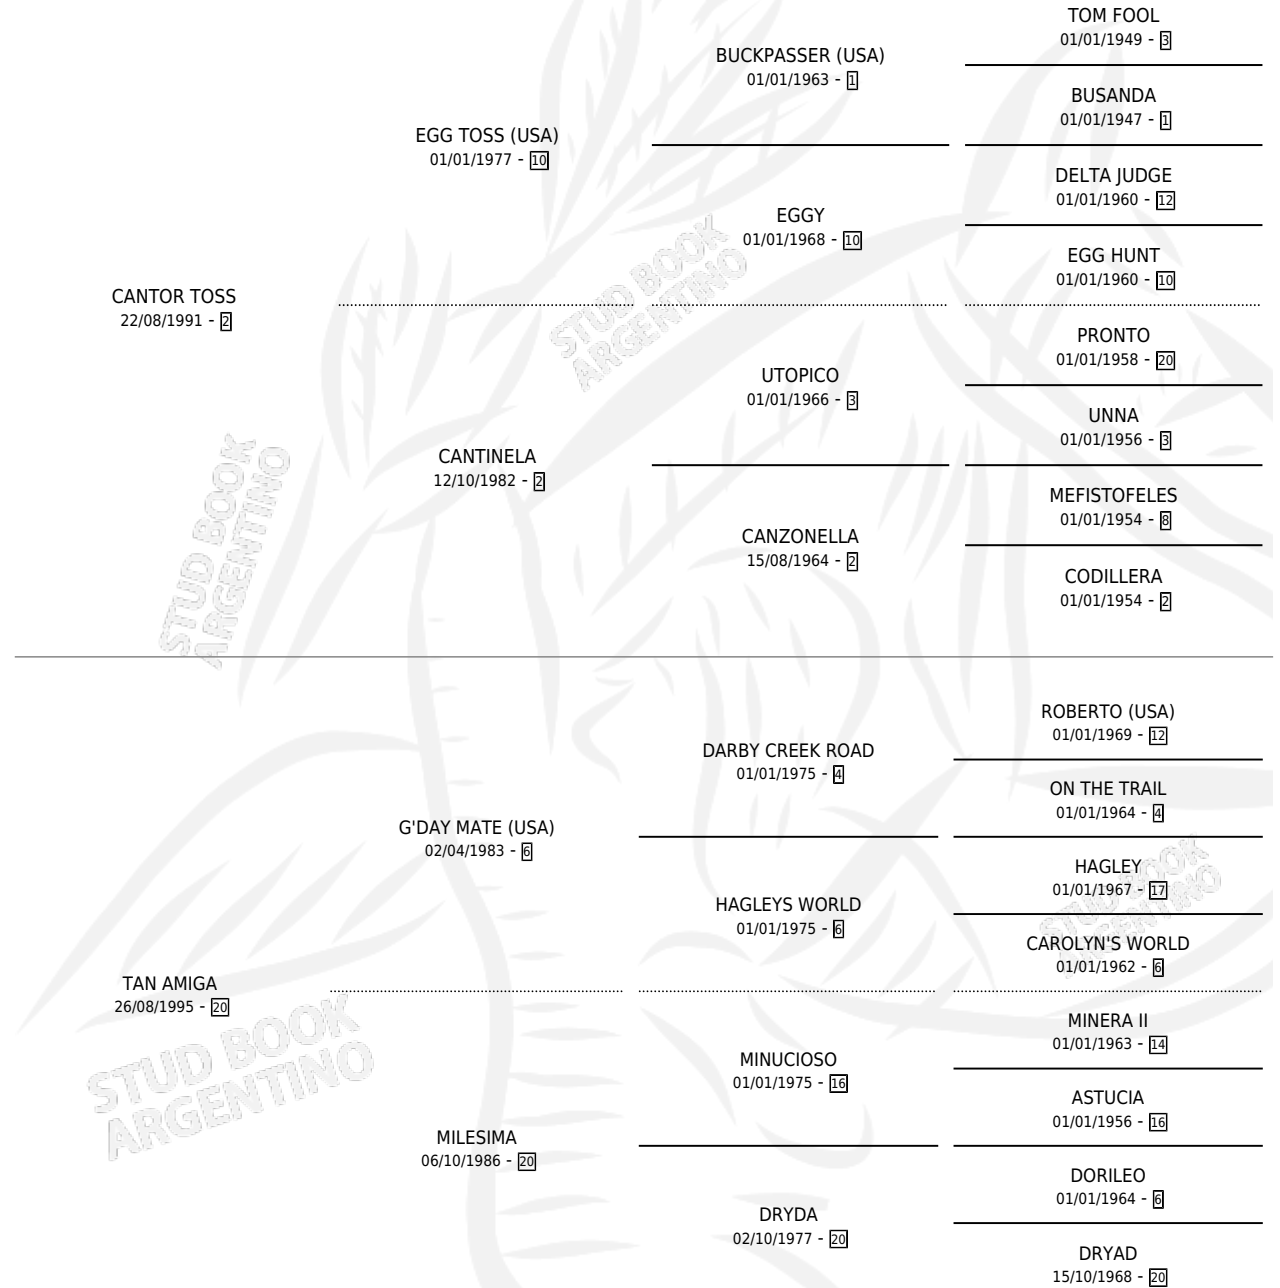 TOM FOOL
01/01/1949 - 3
BUCKPASSER (USA)
01/01/1963 - 1
BUSANDA
01/01/1947 - 1
EGG TOSS (USA)
01/01/1977 - 10
DELTA JUDGE
01/01/1960 - 12
EGGY
01/01/1968 - 10
EGG HUNT
01/01/1960 - 10
CANTOR TOSS
22/08/1991 - 2
STUD BOOK
ARGENTINO
PRONTO
01/01/1958 - 20
UTOPICO
01/01/1966 - 3
UNNA
01/01/1956 - 3
CANTINELA
12/10/1982 - 2
MEFISTOFELES
01/01/1954 - 8
CANZONELLA
15/08/1964 - 2
CODILLERA
01/01/1954 - 2
STUD BOOK
ARGENTINO
ROBERTO (USA)
01/01/1969 - 12
DARBY CREEK ROAD
01/01/1975 - 4
ON THE TRAIL
01/01/1964 - 4
G'DAY MATE (USA)
02/04/1983 - 6
HAGLEY
01/01/1967 - 17
HAGLEYS WORLD
01/01/1975 - 6
CAROLYN'S WORLD
01/01/1962 - 6
STUD BOOK
ARGENTINO
TAN AMIGA
26/08/1995 - 20
MINERA II
01/01/1963 - 14
MINUCIOSO
01/01/1975 - 16
ASTUCIA
01/01/1956 - 16
STUD BOOK
ARGENTINO
MILESIMA
06/10/1986 - 20
DORILEO
01/01/1964 - 6
DRYDA
02/10/1977 - 20
DRYAD
15/10/1968 - 20